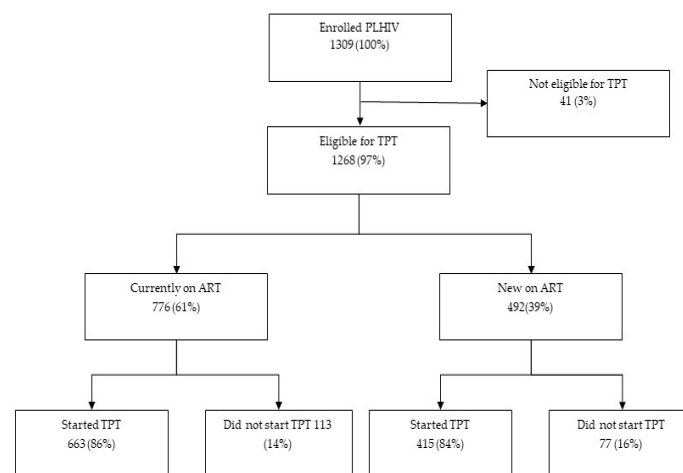 Enrolled PLHIV
1309 (100%)
Not eligible for TPT
41 (3%)
Eligible for TPT
1268 (97%)
Currently on ART
776 (61%)
New on ART
492(39%)
Started TPT
663 (86%)
Did not start TPT 113
(14%)
Started TPT
415 (84%)
Did not start TPT
77 (16%)